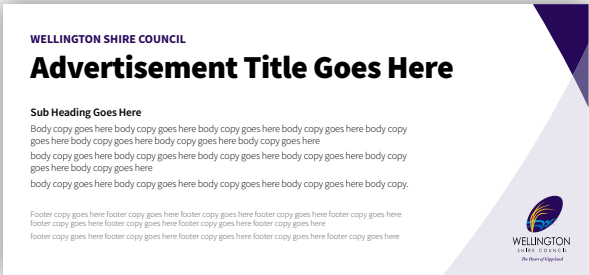 WELLINGTON SHIRE COUNCIL
Advertisement Title Goes Here
Sub Heading Goes Here
Body copy goes here body copy goes here body copy goes here body copy goes here body copy
goes here body copy goes here body copy goes here body copy goes here
body copy goes here body copy goes here body copy goes here body copy goes here body copy
goes here body copy goes here
body copy goes here body copy goes here body copy goes here body copy goes here body copy.
Footer copy goes here footer copy goes here footer copy goes here footer copy goes here footer copy goes here
footer copy goes here footer copy goes here footer copy goes here footer copy goes here
footer copy goes here footer copy goes here footer copy goes here footer copy goes here footer copy goes here
WELLINGTON
SHIRE COUNCIL
The Heart of Gippsland